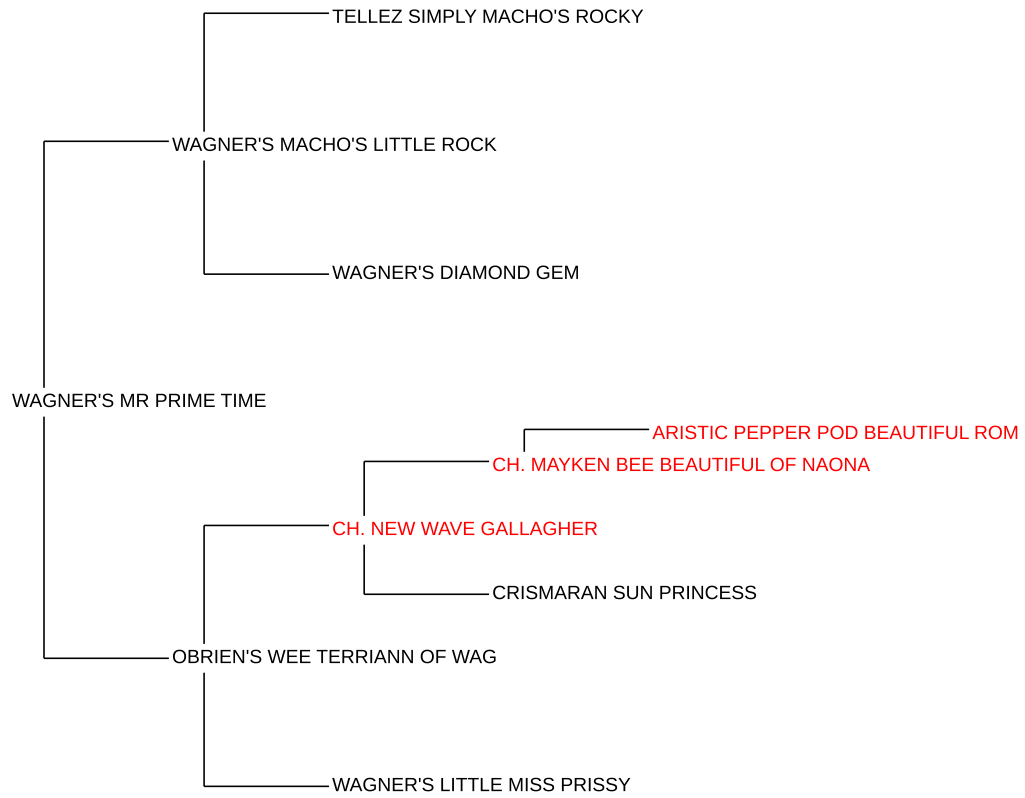 TELLEZ SIMPLY MACHO'S ROCKY
WAGNER'S MACHO'S LITTLE ROCK
WAGNER'S DIAMOND GEM
WAGNER'S MR PRIME TIME
ARISTIC PEPPER POD BEAUTIFUL ROM
CH. MAYKEN BEE BEAUTIFUL OF NAONA
CH. NEW WAVE GALLAGHER
CRISMARAN SUN PRINCESS
OBRIEN'S WEE TERRIANN OF WAG
WAGNER'S LITTLE MISS PRISSY